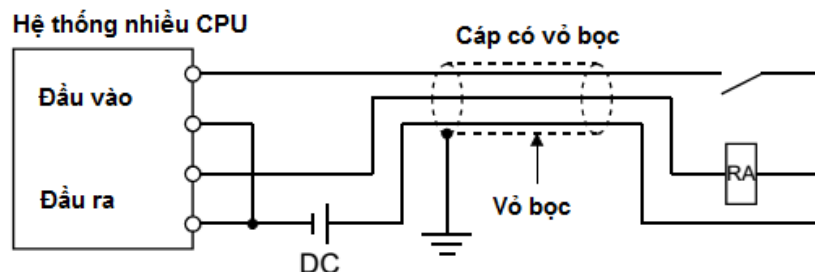 Hệ thống nhiều CPU
Cáp có vỏ bọc
Đầu vào
Đầu ra
RA
Vỏ bọc
DC